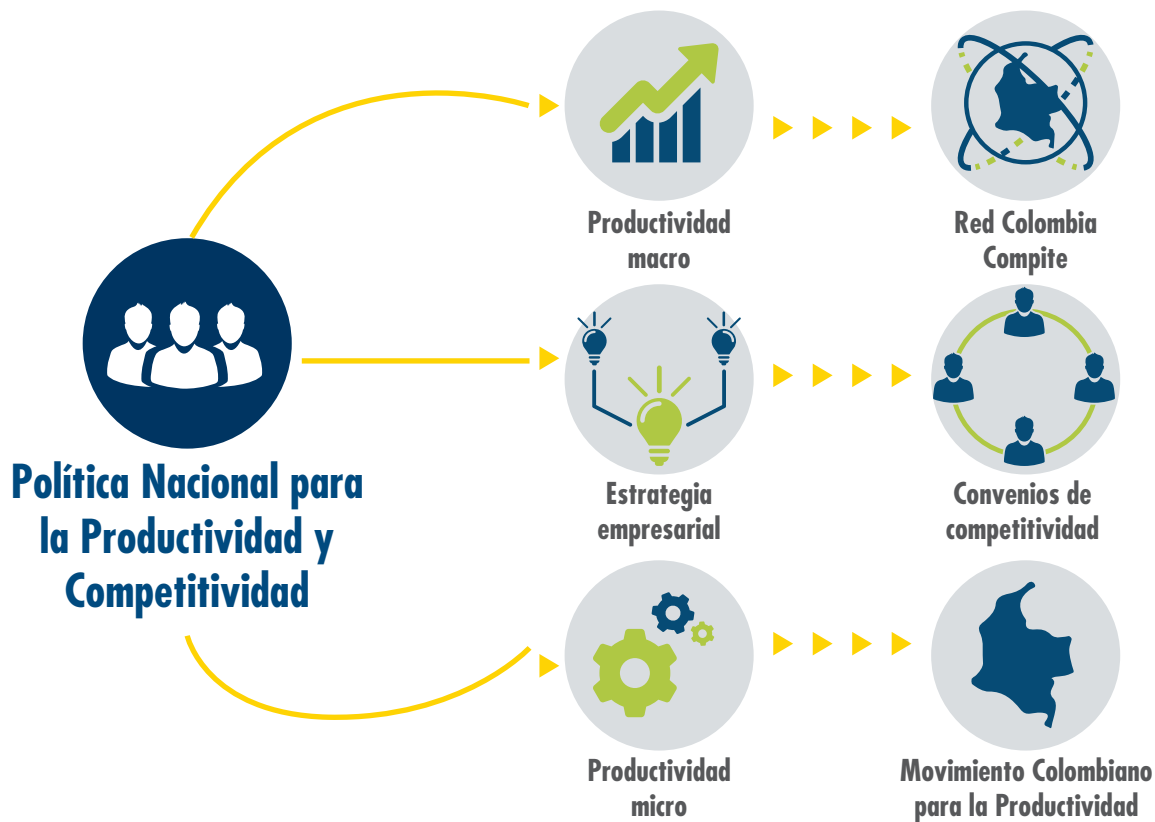 Productividad
macro
Red Colombia
Compite
Política Nacional para
la Productividad y
Competitividad
Estrategia
empresarial
Convenios de
competitividad
Productividad
micro
Movimiento Colombiano
para la Productividad